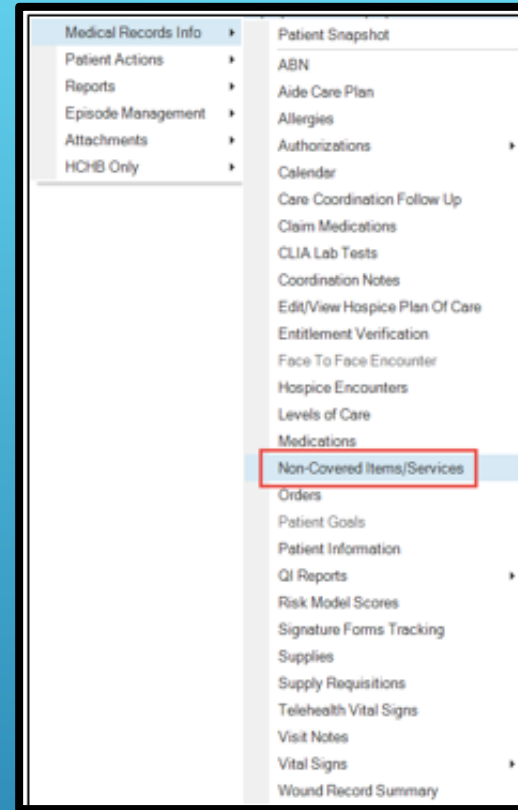 Medical Records Info
Patient Actions
Reports
Episode Management
Attachments
HCHB Only
Patient Snapshot
ABN
Aide Care Plan
Allergies
Authorizations
Calendar
Care Coordination Follow Up
Claim Medications
CLIA Lab Tests
Coordination Notes
Edit/View Hospice Plan Of Care
Entitlement Verification
Face To Face Encounter
Hospice Encounters
Levels of Care
Medications
Non-Covered Items/Services
Orders
Patient Goals
Patient Information
QI Reports
Risk Model Scores
Signature Forms Tracking
Supplies
Supply Requisitions
Telehealth Vital Signs
Visit Notes
Vital Signs
Wound Record Summary